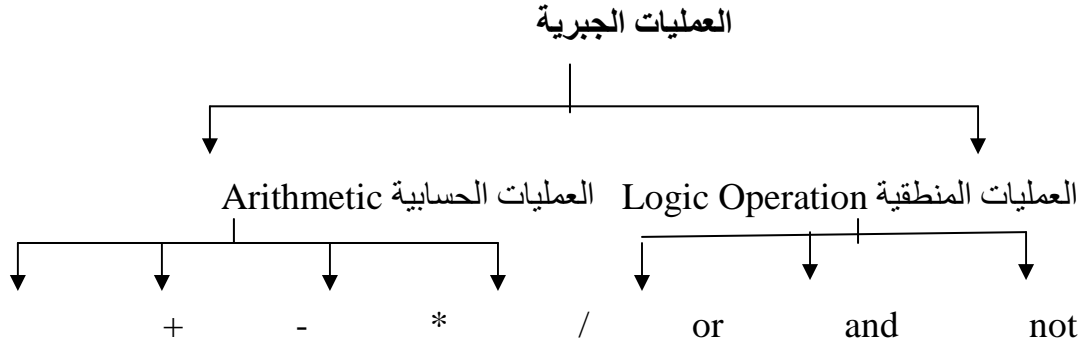 العمليات الجبرية
العمليات المنطقية Logic Operation العمليات الحسابية Arithmetic
+ - * / or and not